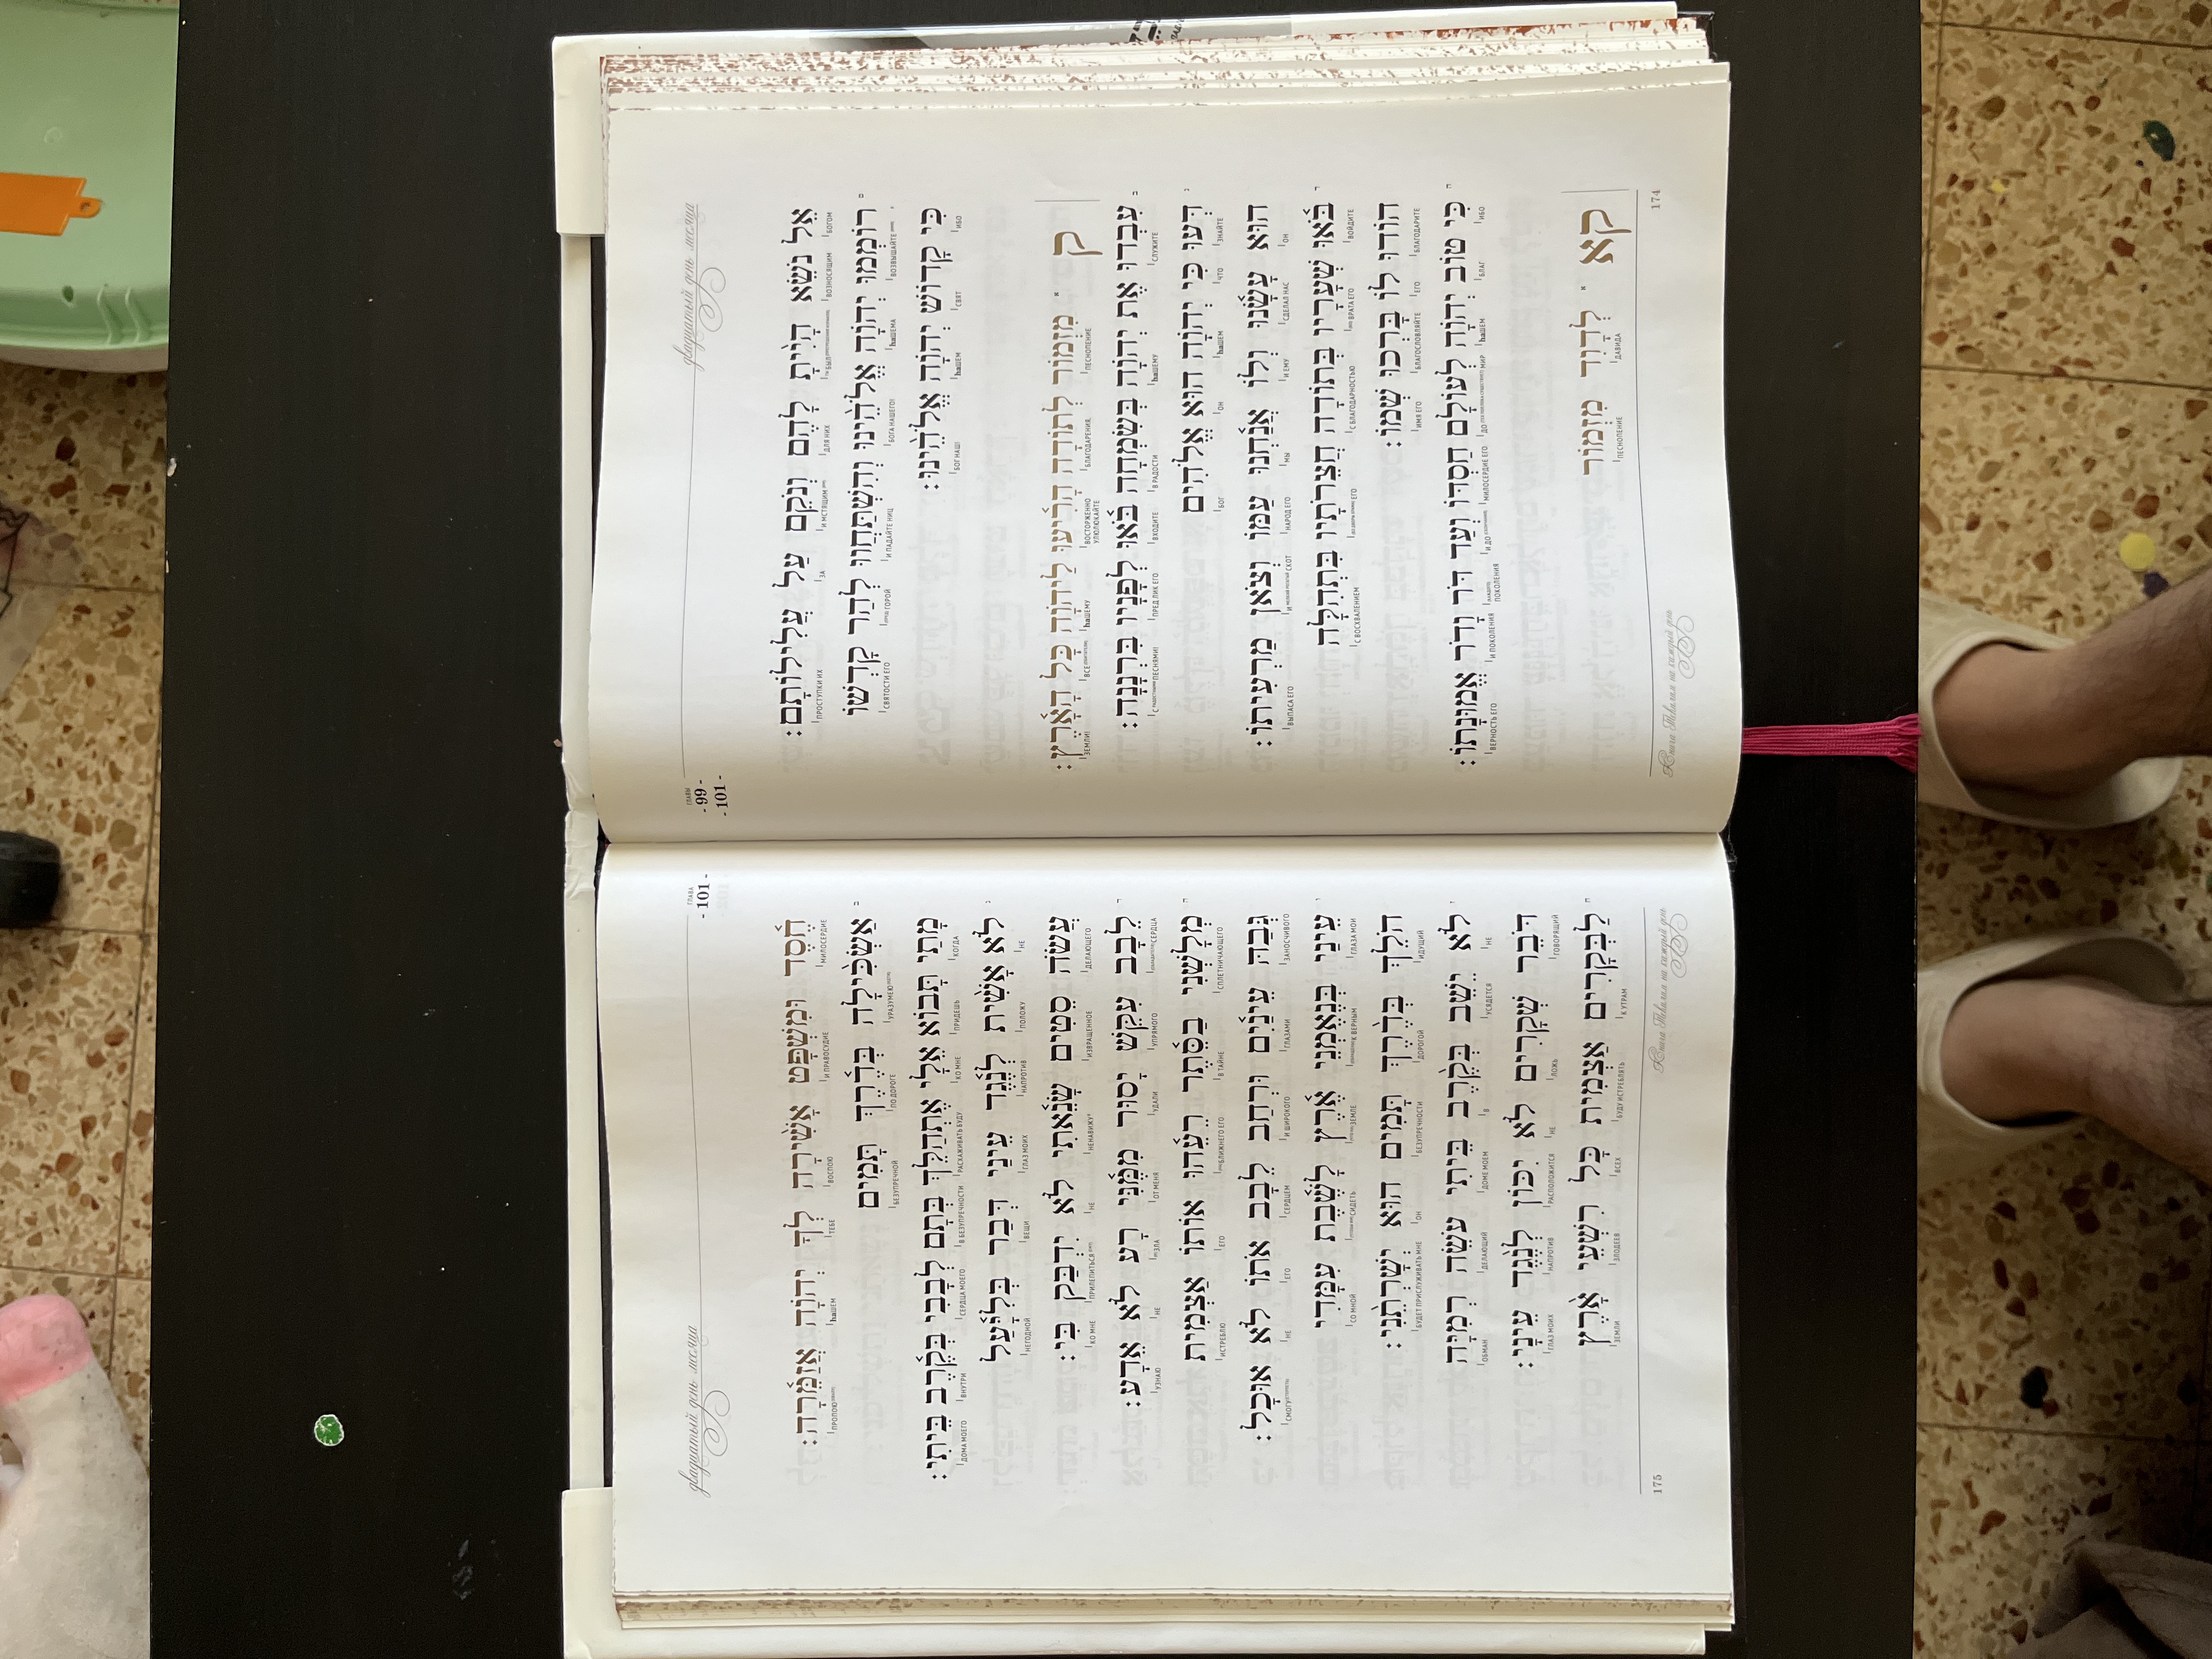 двадцатый день месяца
ГЛАВЫ
- 99 -
- 101 -
אֵל נֹשֵׂא הָיִיתָ לָהֶם וְנֹקֵם עַל עֲלִילוֹתָם:
БОГОМ ВОЗНОСЯЩИМ БЫЛ ДЛЯ НИХ И МСТЯЩИМ ЗА ПРОСТУПКИ ИХ
רוֹמְמוּ יְהוָה אֱלֹהֵינוּ וְהִשְׁתַּחֲווּ לְהַר קָדְשׁוֹ
ВОЗВЫШАЙТЕ hаШЕМА БОГА НАШЕГО! И ПАДАЙТЕ НИЦ ГОРОЙ СВЯТОСТИ ЕГО
כִּי קָדוֹשׁ יְהוָה אֱלֹהֵינוּ:
ИБО СВЯТ hаШЕМ БОГ НАШ!
ק א מִזְמוֹר לְתוֹדָה הָרִיעוּ לַיהוָה כָּל הָאָרֶץ:
ПЕСНОПЕНИЕ БЛАГОДАРЕНИЯ. ВОСТОРЖЕННО УЛЮЛЮКАЙТЕ hаШЕМУ ВСЕ ЗЕМЛИ!
ב עִבְדוּ אֶת יְהוָה בְּשִׂמְחָה בֹּאוּ לְפָנָיו בִּרְנָנָה:
СЛУЖИТЕ hаШЕМУ В РАДОСТИ ВХОДИТЕ ПРЕД ЛИК ЕГО С РАДОСТНЫМИ ПЕСНЯМИ!
ג דְּעוּ כִּי יְהוָה הוּא אֱלֹהִים
ЗНАЙТЕ ЧТО hаШЕМ ОН БОГ
הוּא עָשָׂנוּ וְלוֹ אֲנַחְנוּ עַמּוֹ וְצֹאן מַרְעִיתוֹ:
ОН СДЕЛАЛ НАС И ЕМУ МЫ НАРОД ЕГО И СКОТ ВЫПАСА ЕГО
ד בֹּאוּ שְׁעָרָיו בְּתוֹדָה חֲצֵרֹתָיו בִּתְהִלָּה
ВОЙДИТЕ ВРАТА ЕГО С БЛАГОДАРНОСТЬЮ ЕГО С ВОСХВАЛЕНИЕМ
הוֹדוּ לוֹ בָּרְכוּ שְׁמוֹ:
БЛАГОДАРИТЕ ЕГО БЛАГОСЛОВЛЯЙТЕ ИМЯ ЕГО
ה כִּי טוֹב יְהוָה לְעוֹלָם חַסְדּוֹ וְעַד דֹּר וָדֹר אֱמוּנָתוֹ:
ИБО БЛАГ hаШЕМ ДО МИР МИЛОСЕРДИЕ ЕГО И ДО ПОКОЛЕНИЯ И ПОКОЛЕНИЯ ВЕРНОСТЬ ЕГО
קא א לְדָוִד מִזְמוֹר
ДАВИДА ПЕСНОПЕНИЕ
174
Книга Теhилим на каждый день
двадцатый день месяца
ГЛАВА
- 101 -
חֶסֶד וּמִשְׁפָּט אָשִׁירָה לְךָ יְהוָה אֲזַמֵּרָה:
МИЛОСЕРДИЕ И ПРАВОСУДИЕ ВОСПОЮ ТЕБЕ hаШЕМ ПРОПОЮ
ב אַשְׂכִּילָה בְּדֶרֶךְ תָּמִים
УРАЗУМЕЮ ПО ДОРОГЕ БЕЗУПРЕЧНОЙ
מָתַי תָּבוֹא אֵלָי אֶתְהַלֵּךְ בְּתָם לְבָבִי בְּקֶרֶב בֵּיתִי:
КОГДА ПРИДЕШЬ КО МНЕ РАСХАЖИВАТЬ БУДУ В БЕЗУПРЕЧНОСТИ СЕРДЦА МОЕГО ВНУТРИ ДОМА МОЕГО
ג לֹא אָשִׁית לְנֶגֶד עֵינַי דְּבַר בְּלִיָּעַל
НЕ ПОЛОЖУ НАПРОТИВ ГЛАЗ МОИХ ВЕЩИ НЕГОДНОЙ
עֲשֹׂה סֵטִים שָׂנֵאתִי לֹא יִדְבַּק בִּי:
ДЕЛАЮЩЕГО ИЗВРАЩЕННОЕ НЕНАВИЖУ НЕ ПРИЛЕПИТЬСЯ КО МНЕ
ד לֵבָב עִקֵּשׁ יָסוּר מִמֶּנִּי רָע לֹא אֵדָע:
СЕРДЦА УПРЯМОГО УДАЛИ ОТ МЕНЯ ЗЛА НЕ УЗНАЮ
ה מְלָשְׁנִי בַסֵּתֶר רֵעֵהוּ אוֹתוֹ אַצְמִית
СПЛЕТНИЧАЮЩЕГО В ТАЙНЕ БЛИЖНЕГО ЕГО ЕГО ИСТРЕБЛЮ
גְּבַהּ עֵינַיִם וּרְחַב לֵבָב אֹתוֹ לֹא אוּכָל:
ЗАНОСЧИВОГО ГЛАЗАМИ И ШИРОКОГО СЕРДЦЕМ ЕГО НЕ СМОГУ
ו עֵינַי בְּנֶאֶמְנֵי אֶרֶץ לָשֶׁבֶת עִמָּדִי
ГЛАЗА МОИ К ВЕРНЫМ ЗЕМЛЕ СИДЕТЬ СО МНОЙ
הֹלֵךְ בְּדֶרֶךְ תָּמִים הוּא יְשָׁרְתֵנִי:
ИДУЩИЙ ДОРОГОЙ БЕЗУПРЕЧНОСТИ ОН БУДЕТ ПРИСЛУЖИВАТЬ МНЕ
ז לֹא יֵשֵׁב בְּקֶרֶב בֵּיתִי עֹשֵׂה רְמִיָּה
НЕ УСЯДЕТСЯ В ДОМЕ МОЕМ ДЕЛАЮЩИЙ ОБМАН
דֹּבֵר שְׁקָרִים לֹא יִכּוֹן לְנֶגֶד עֵינָי:
ГОВОРЯЩИЙ ЛОЖЬ НЕ РАСПОЛОЖИТСЯ НАПРОТИВ ГЛАЗ МОИХ
ח לַבְּקָרִים אַצְמִית כָּל רִשְׁעֵי אָרֶץ
К УТРАМ БУДУ ИСТРЕБЛЯТЬ ВСЕХ ЗЛОДЕЕВ ЗЕМЛИ
Книга Теhилим на каждый день
175